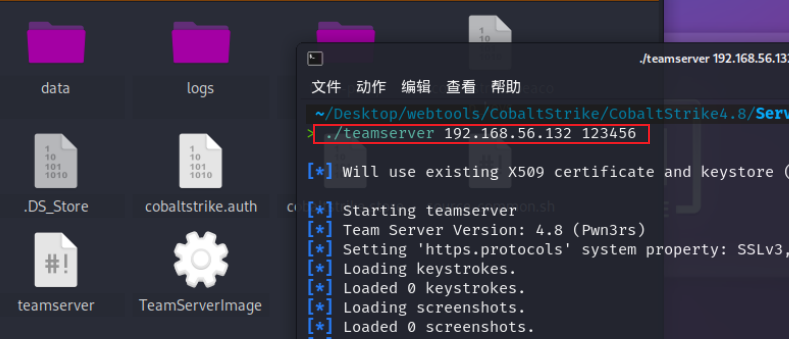 data
logs
.DS_Store
cobaltstrike.auth
teamserver
TeamServerImage
./teamserver 192.168.56.132
文件 动作 编辑 查看 帮助
~/Desktop/webtools/CobaltStrike/CobaltStrike4.8/Serv
> ./teamserver 192.168.56.132 123456
[*] Will use existing X509 certificate and keystore (
[*] Starting teamserver
[*] Team Server Version: 4.8 (Pwn3rs)
[*] Setting 'https.protocols' system property: SSLv3,
[*] Loading keystrokes.
[*] Loaded 0 keystrokes.
[*] Loading screenshots.
[*] Loaded 0 screenshots.